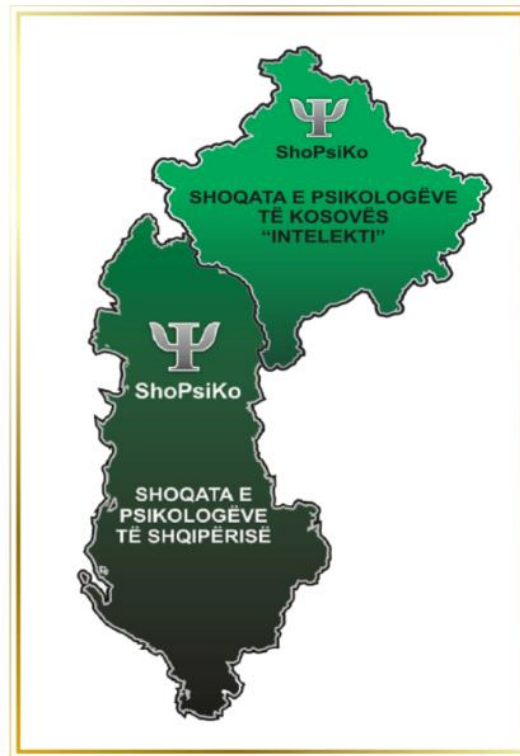 ShoPsiKo
SHOQATA E PSIKOLOGËVE
TË KOSOVËS
“INTELEKTI”
ShoPsiKo
SHOQATA E
PSIKOLOGËVE
TË SHQIPËRISË